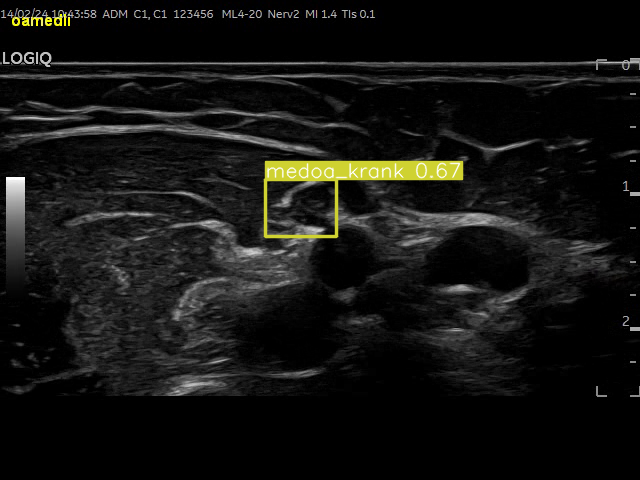 14/02/24 10:43:58 ADM C1, C1 123456 ML4-20 Nerv2 MI 1.4 TIs 0.1
oamedli
LOGIQ
0
medoa_krank 0.67
1
2